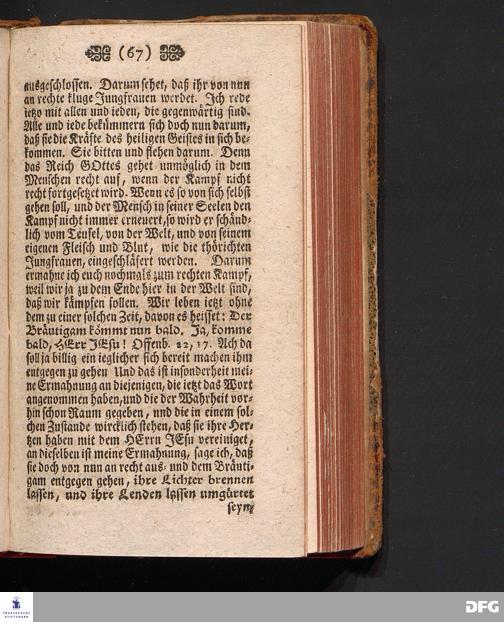 (67)
ausgeschlossen. Darum sehet, daß ihr von nun
an rechte kluge Jungfrauen werdet. Ich rede
ietzo mit allen und ieden, die gegenwärtig sind.
Alle und iede bekümmern sich doch nun darum,
daß sie die Kräfte des heiligen Geistes in sich be-
kommen. Sie bitten und flehen darum. Denn
das Reich GOttes gehet unmöglich in dem
Menschen recht auf, wenn der Kampf nicht
recht fortgesetzet wird. Wenn es so von sich selbst
gehen soll, und der Mensch in seiner Seelen den
Kampf nicht immer erneuert, so wird er schänd-
lich vom Teufel, von der Welt, und von seinem
eigenen Fleisch und Blut, wie die thörichten
Jungfrauen, eingeschläfert werden. Darum
ermahne ich euch nochmals zum rechten Kampf,
weil wir ja zu dem Ende hier in der Welt sind,
daß wir kämpfen sollen. Wir leben ietzt ohne
dem zu einer solchen Zeit, davon es heisset: Der
Bräutigam kömmt nun bald. Ja, komme
bald, HErr JEsu! Offenb. 22, 17. Ach da
soll ja billig ein ieglicher sich bereit machen ihm
entgegen zu gehen Und das ist insonderheit mei-
ne Ermahnung an diejenigen, die ietzt das Wort
angenommen haben, und die der Wahrheit vor-
hin schon Raum gegeben, und die in einem sol-
chen Zustande wircklich stehen, daß sie ihre Her-
tzen haben mit dem HErrn JEsu vereiniget,
an dieselben ist meine Ermahnung, sage ich, daß
sie doch von nun an recht aus- und dem Bräuti-
gam entgegen gehen, ihre Lichter brennen
lassen, und ihre Lenden lassen umgürtet
seyn,
FRANCKESCHE
STIFTUNGEN
DFG